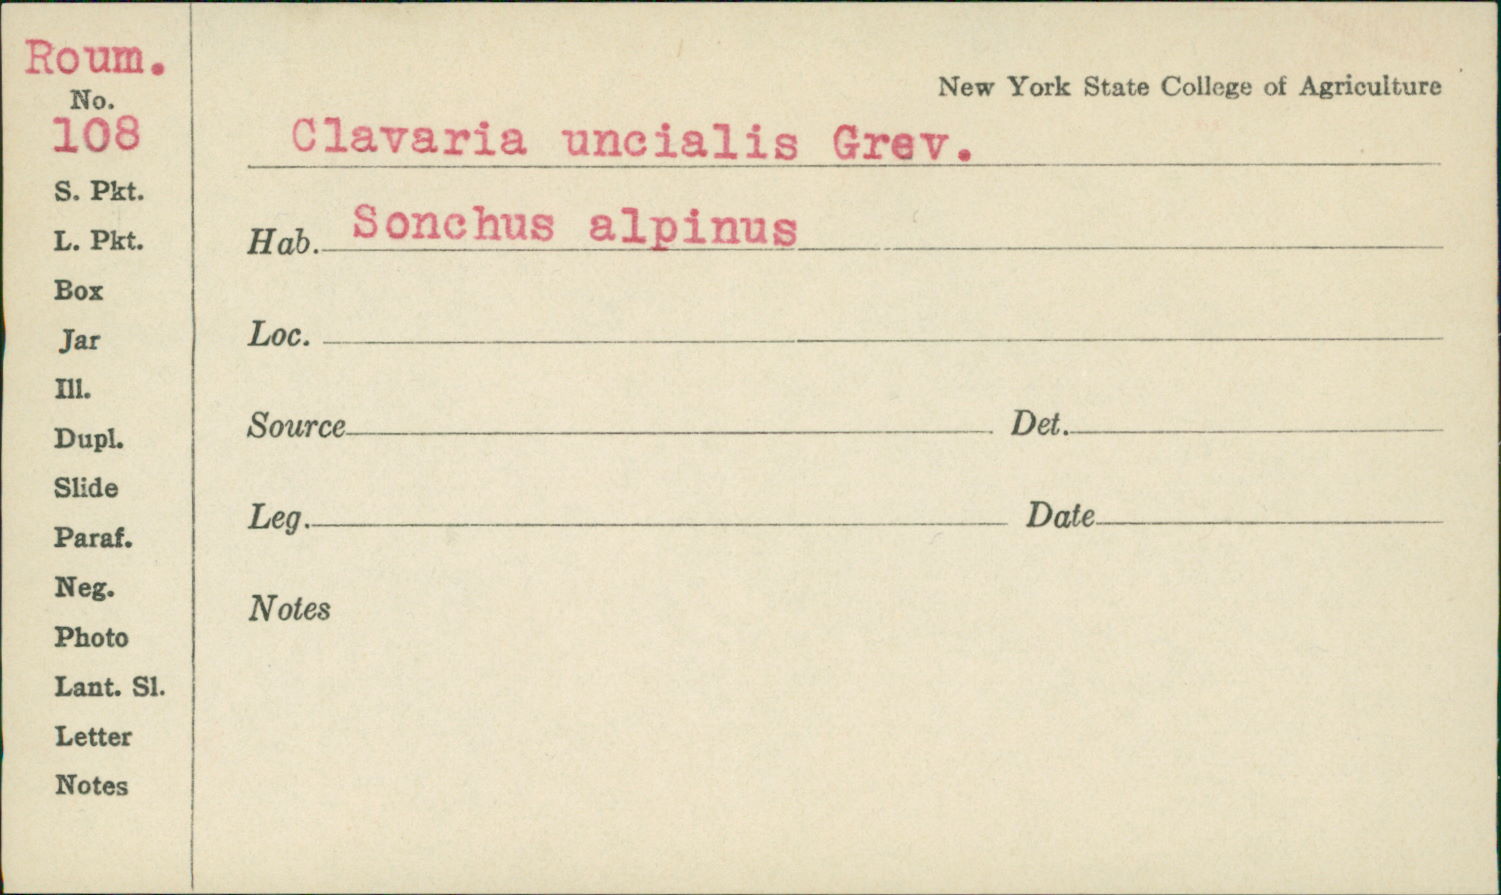 Roum.
No.
108
S. Pkt.
L. Pkt.
Box
Jar
Ill.
Dupl.
Slide
Paraf.
Neg.
Photo
Lant. Sl.
Letter
Notes
New York State College of Agriculture
Clavaria uncialis Grev.
Hab. Sonchus alpinus
Loc.
Source Det.
Leg. Date
Notes